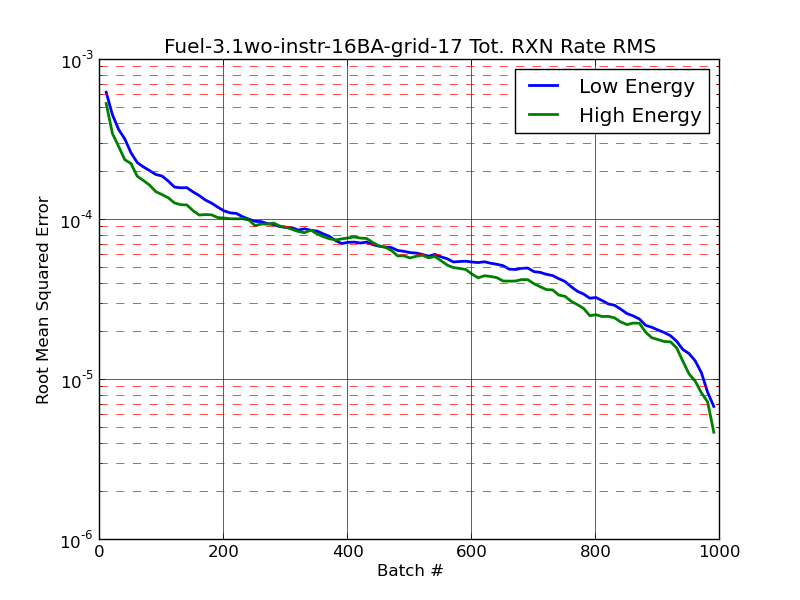 Fuel-3.1wo-instr-16BA-grid-17 Tot. RXN Rate RMS
10^-3
Low Energy
High Energy
10^-4
Root Mean Squared Error
10^-5
10^-6
0 200 400 600 800 1000
Batch #